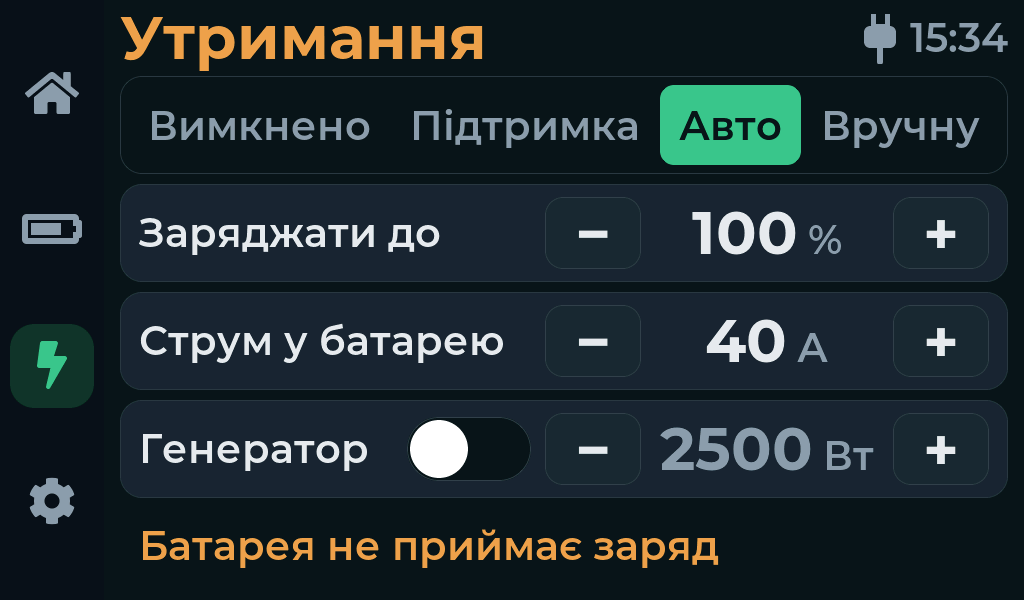 Утримання 15:34
Вимкнено Підтримка Авто Вручну
Заряджати до − 100 % +
Струм у батарею − 40 А +
Генератор − 2500 Вт +
Батарея не приймає заряд